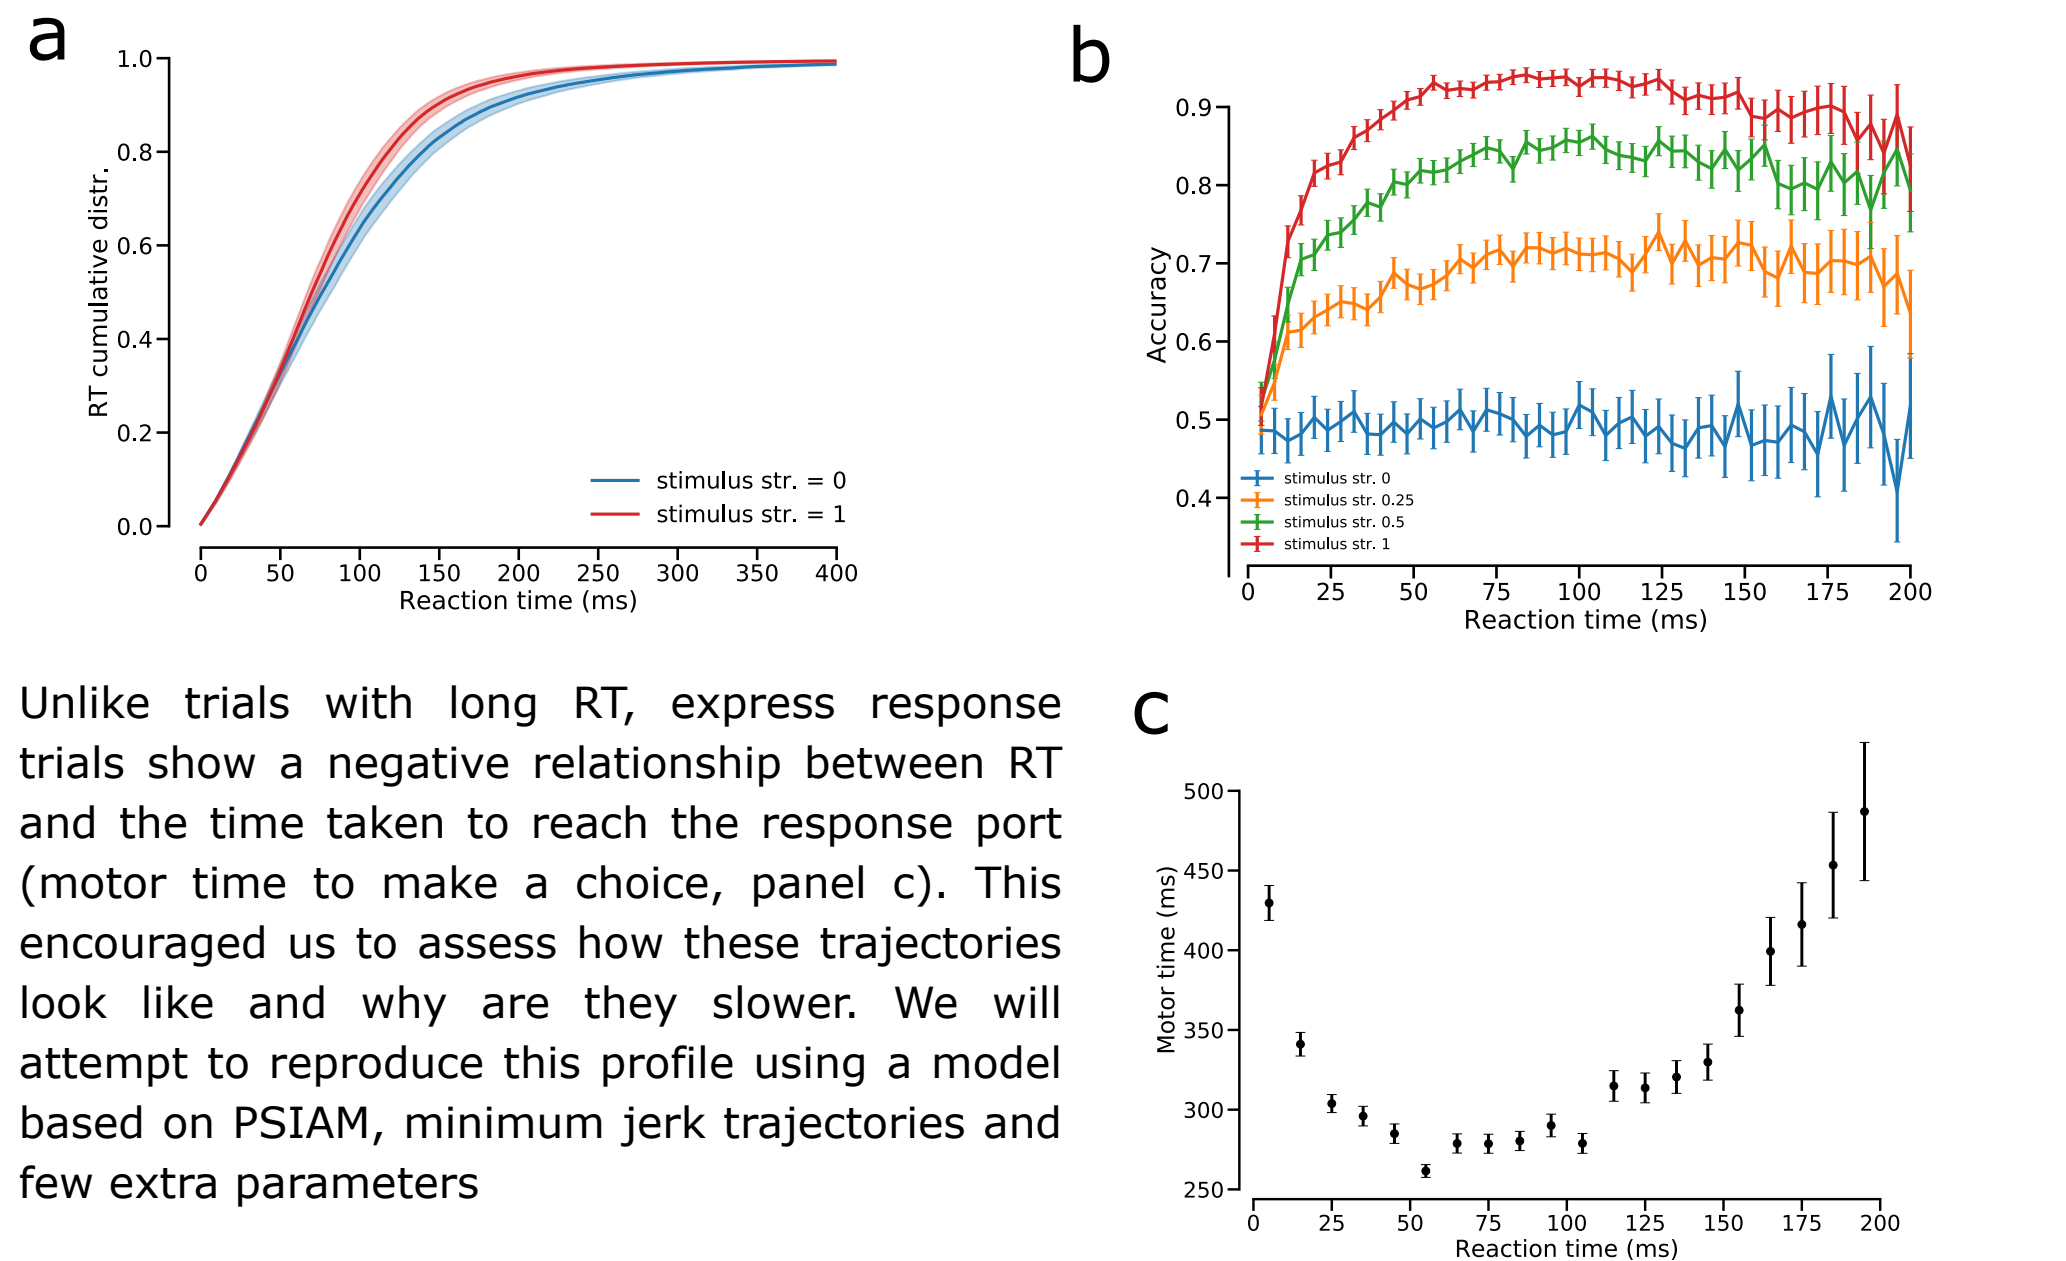 a
1.0
0.8
0.6
0.4
0.2
0.0
RT cumulative distr.
stimulus str. = 0
stimulus str. = 1
0 50 100 150 200 250 300 350 400
Reaction time (ms)
b
0.9
0.8
0.7
0.6
0.5
0.4
Accuracy
stimulus str. 0
stimulus str. 0.25
stimulus str. 0.5
stimulus str. 1
0 25 50 75 100 125 150 175 200
Reaction time (ms)
Unlike trials with long RT, express response
trials show a negative relationship between RT
and the time taken to reach the response port
(motor time to make a choice, panel c). This
encouraged us to assess how these trajectories
look like and why are they slower. We will
attempt to reproduce this profile using a model
based on PSIAM, minimum jerk trajectories and
few extra parameters
c
500
450
400
350
300
250
Motor time (ms)
0 25 50 75 100 125 150 175 200
Reaction time (ms)